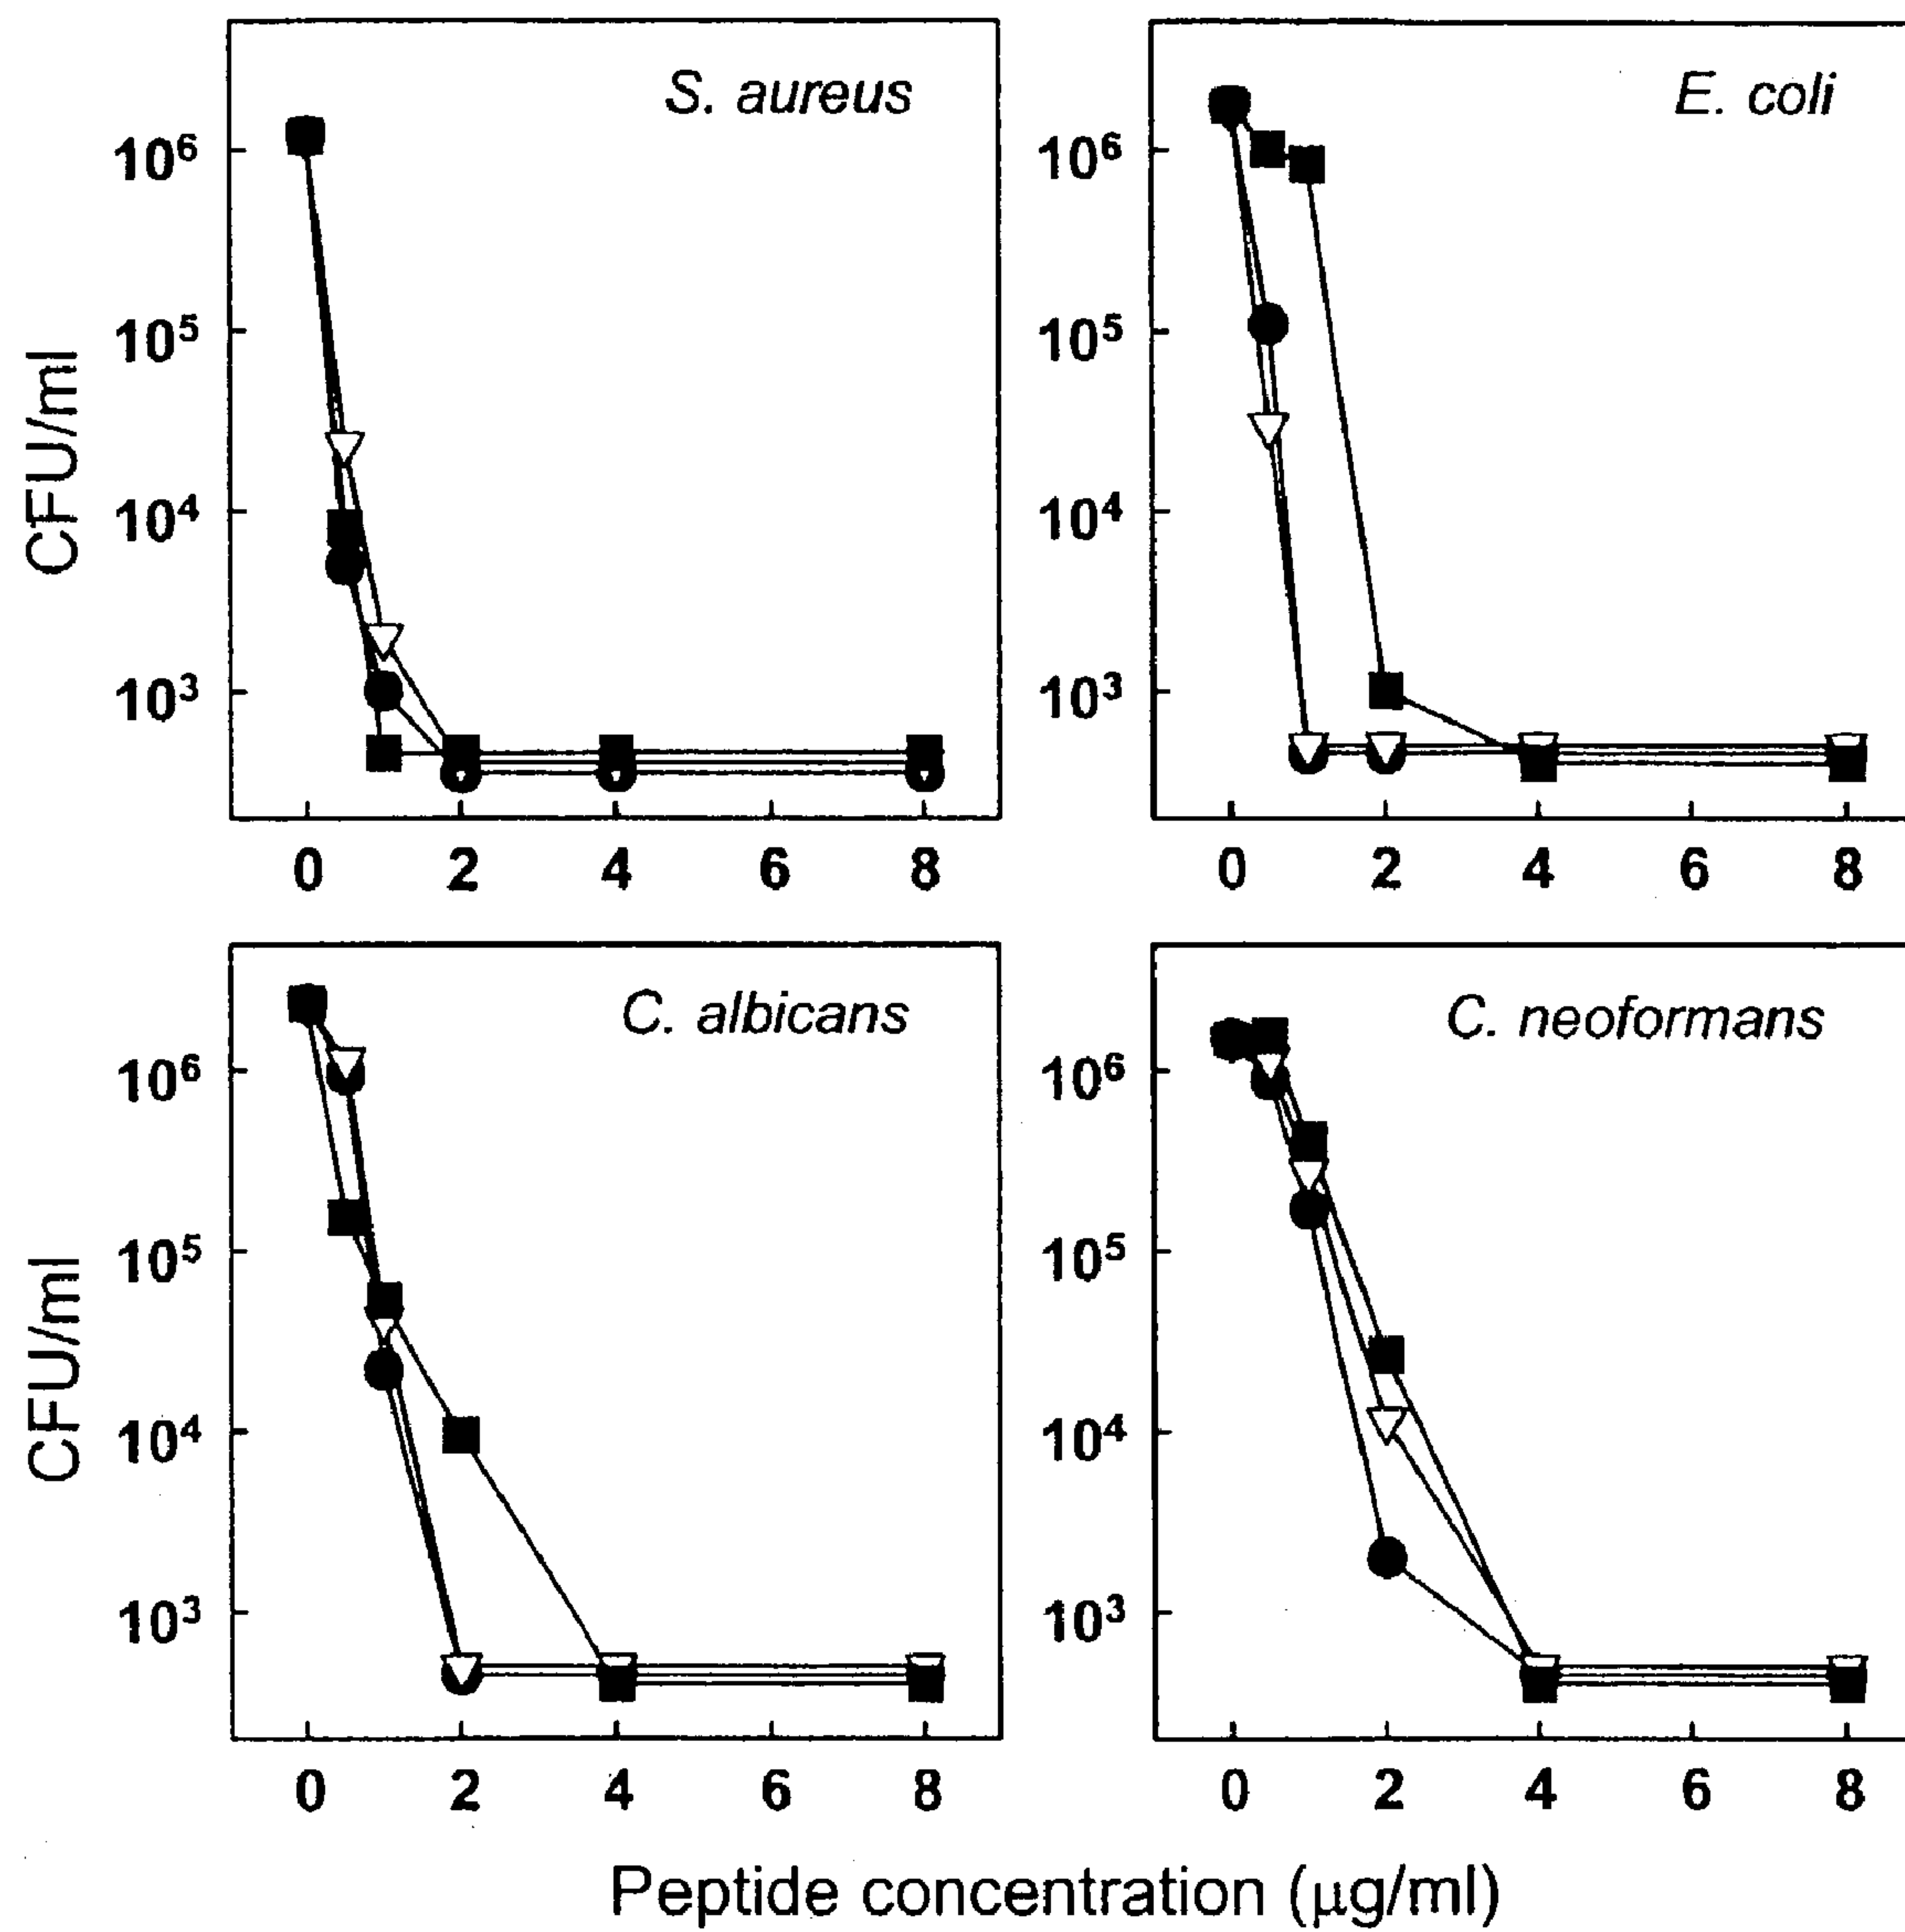 S. aureus
E. coli
CFU/ml
10⁶
10⁵
10⁴
10³
10⁶
10⁵
10⁴
10³
0 2 4 6 8
0 2 4 6 8
C. albicans
C. neoformans
CFU/ml
10⁶
10⁵
10⁴
10³
10⁶
10⁵
10⁴
10³
0 2 4 6 8
0 2 4 6 8
Peptide concentration (μg/ml)